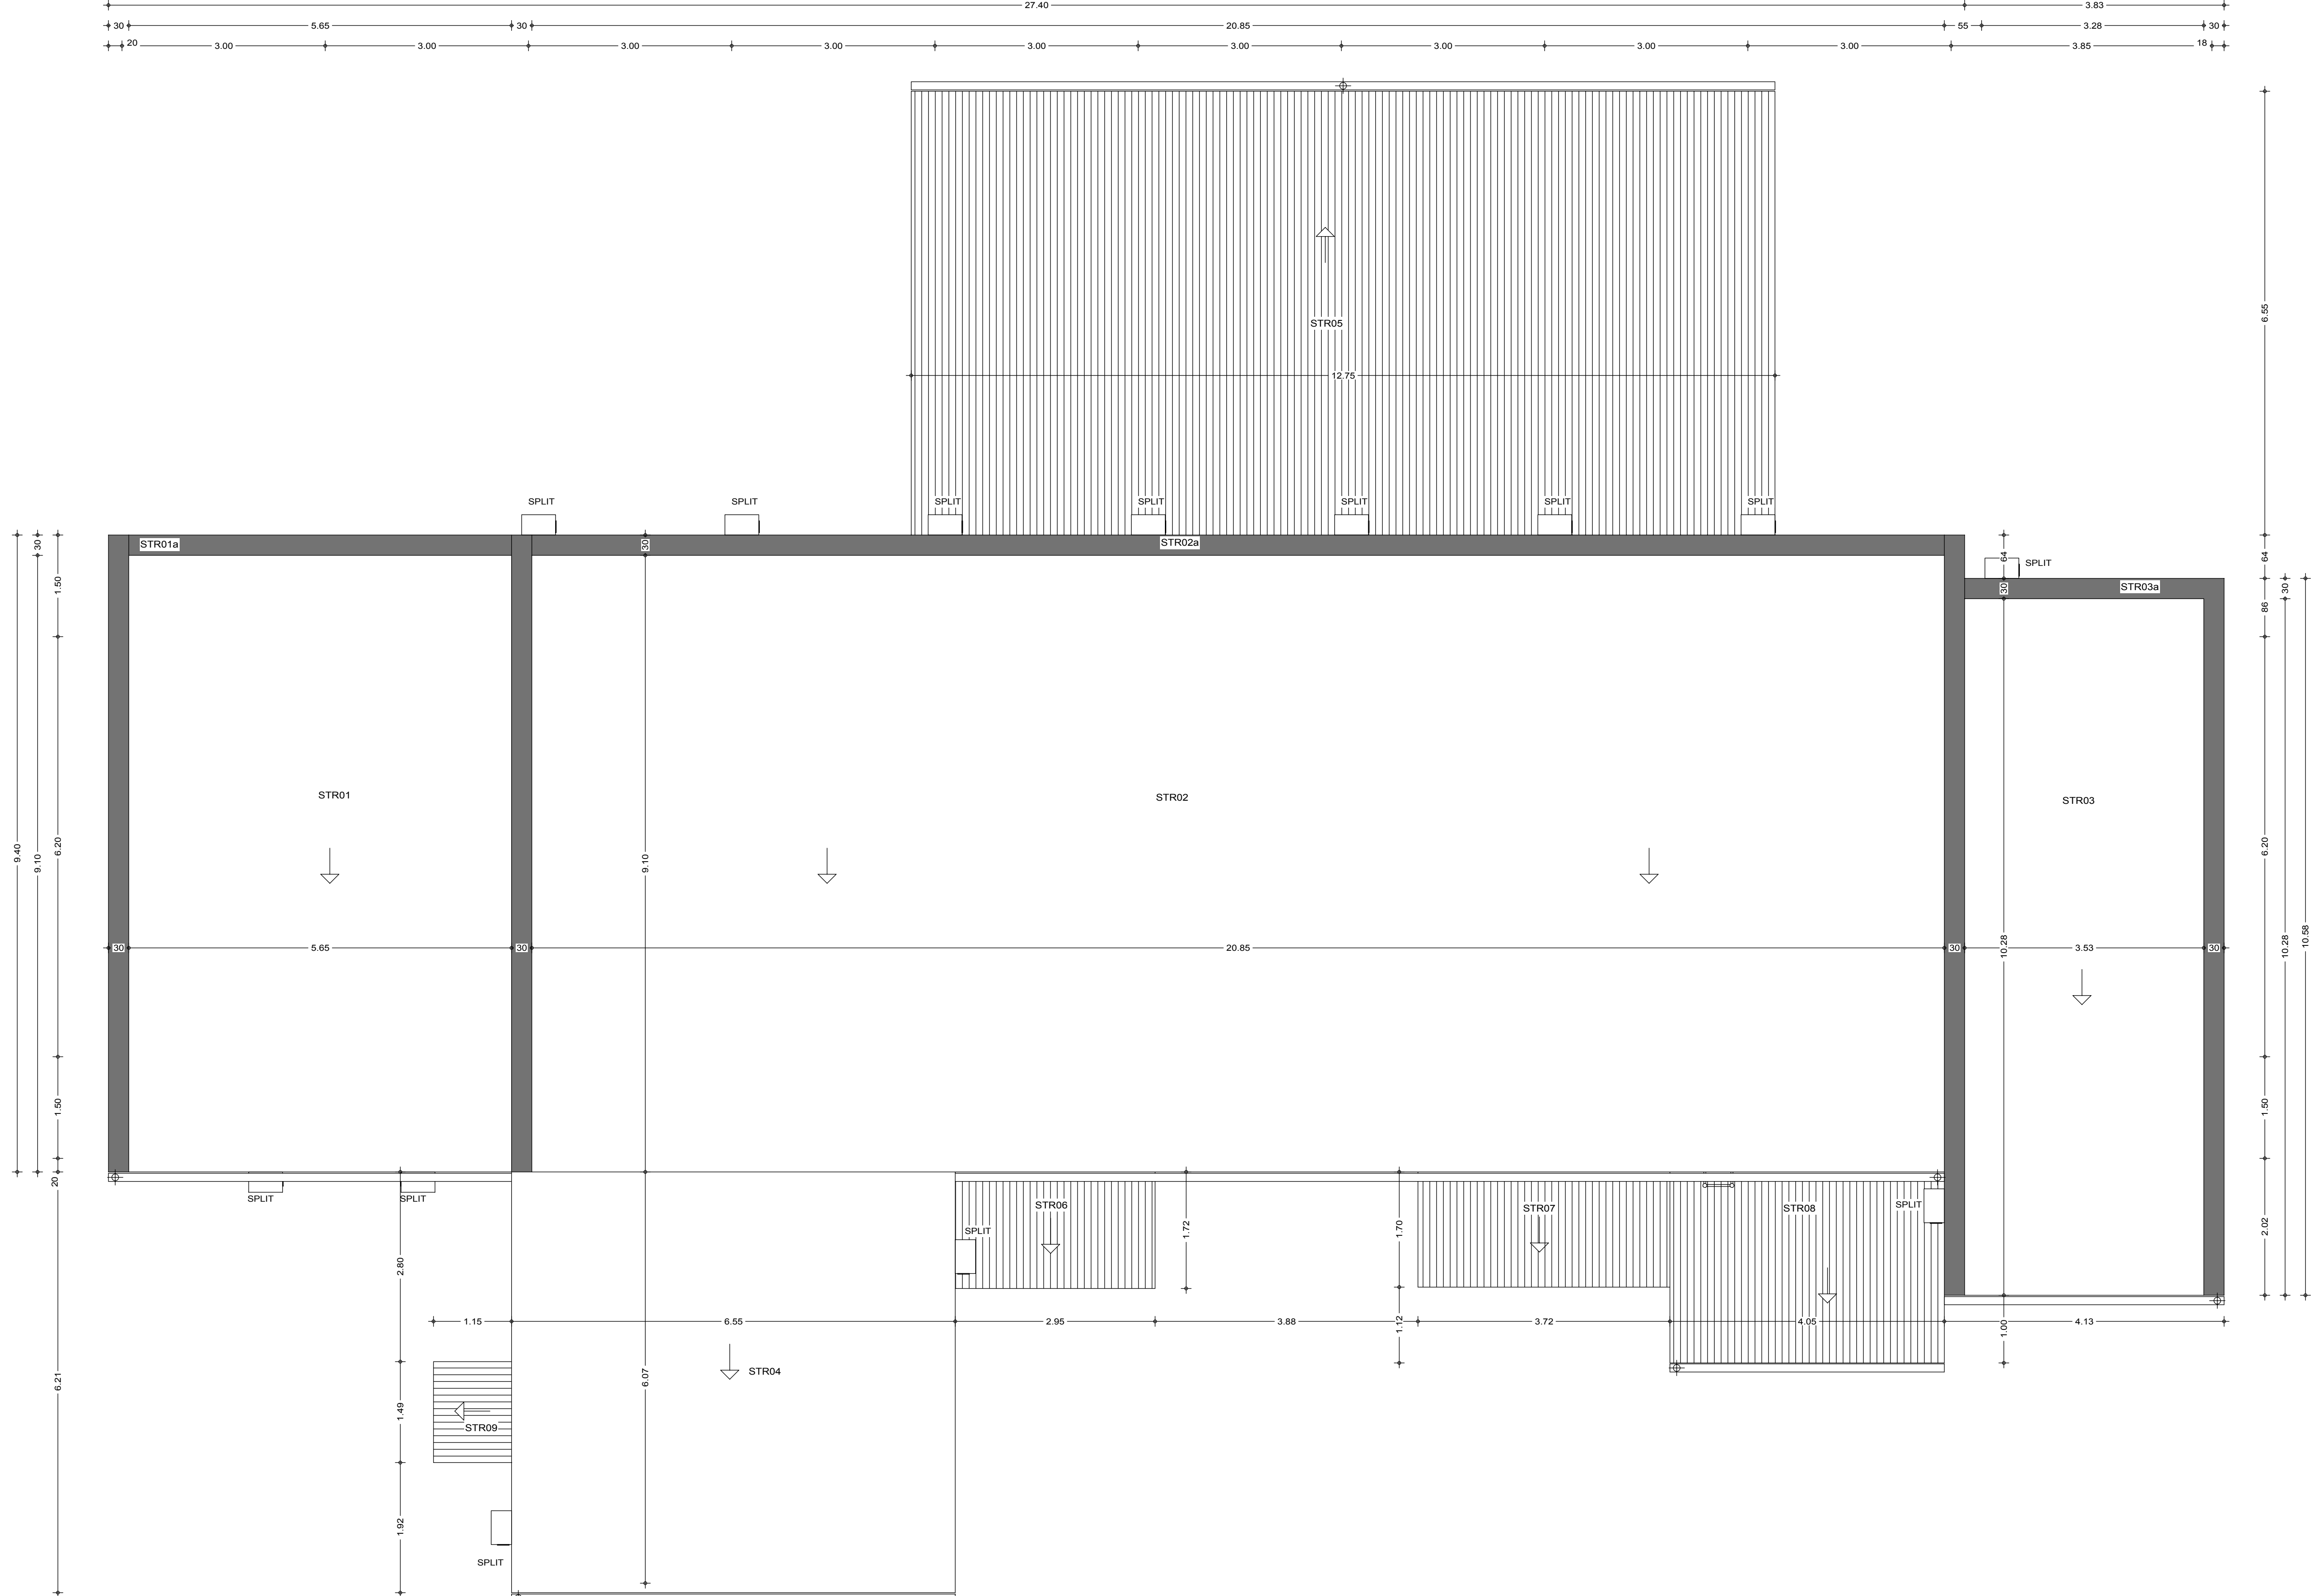 27.40 3.83
30 5.65 30 20.85 55 3.28 30
20 3.00 3.00 3.00 3.00 3.00 3.00 3.00 3.00 3.00 3.85 18
6.55
STR05
12.75
SPLIT SPLIT SPLIT SPLIT SPLIT SPLIT SPLIT
STR01a 30 STR02a
30 1.50 64 SPLIT 64
30 STR03a 30 86
STR01 STR02 STR03
9.40 9.10 6.20 9.10 6.20 10.28 10.28 10.58
30 5.65 30 20.85 30 3.53 30
1.50 1.50
20 SPLIT SPLIT STR06 STR07 STR08 SPLIT
SPLIT 1.72 1.70 2.02
2.80
1.15 6.55 2.95 3.88 1.12 3.72 4.05 1.00 4.13
6.21 6.07 STR04
1.49 STR09
1.92
SPLIT